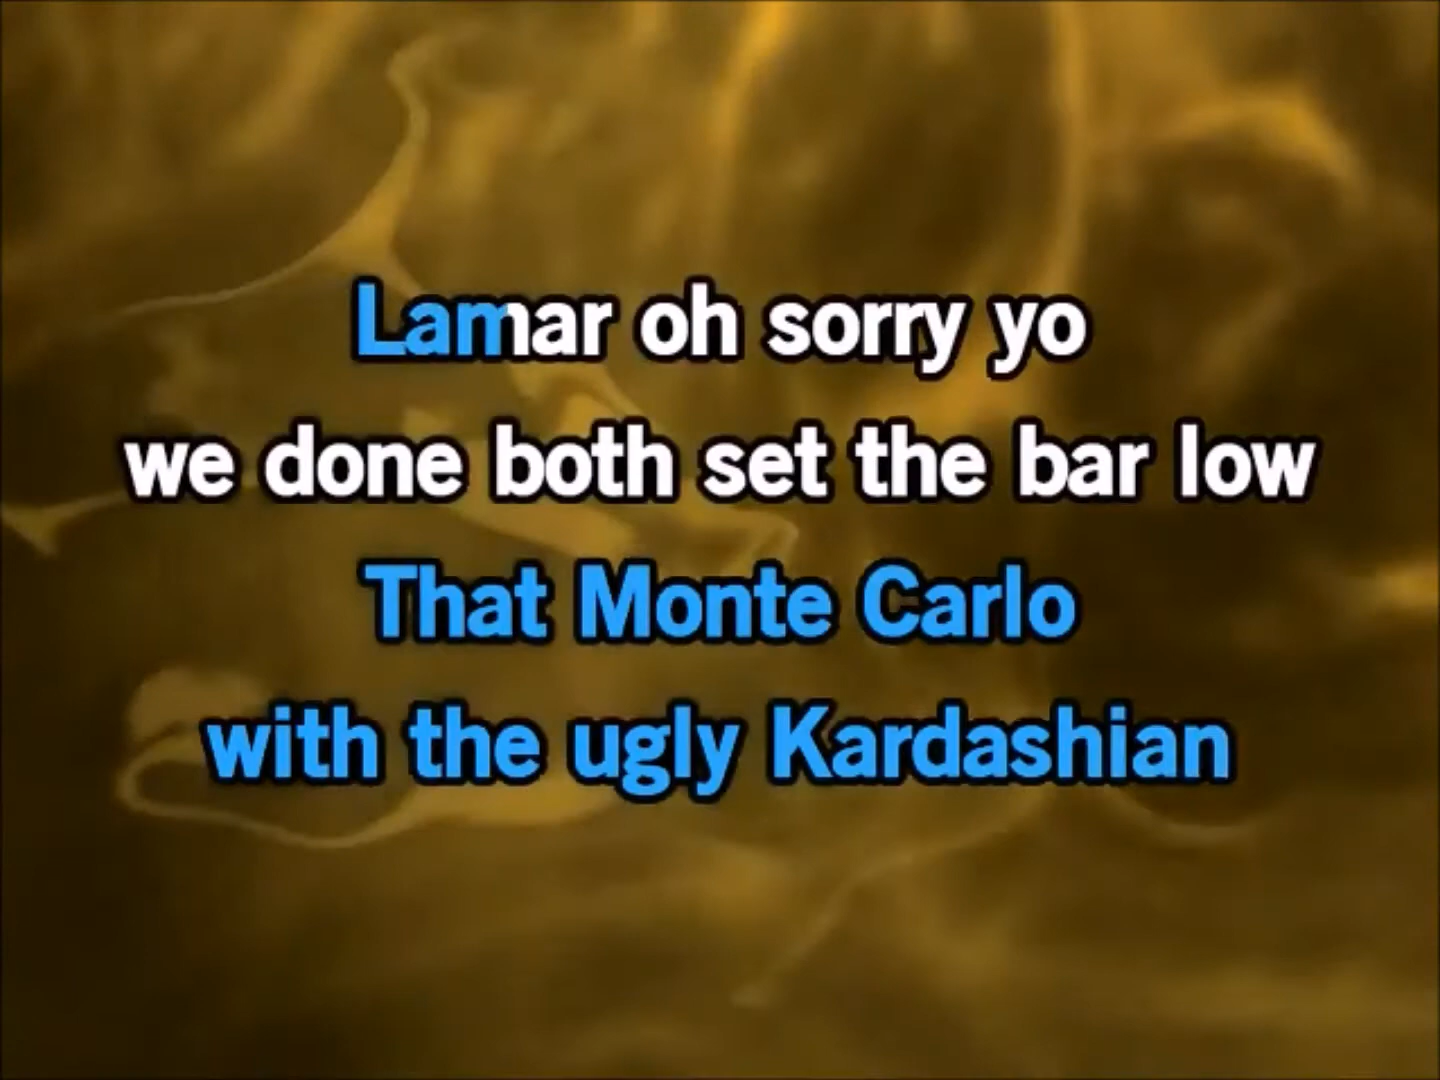 Lamar oh sorry yo
we done both set the bar low
That Monte Carlo
with the ugly Kardashian